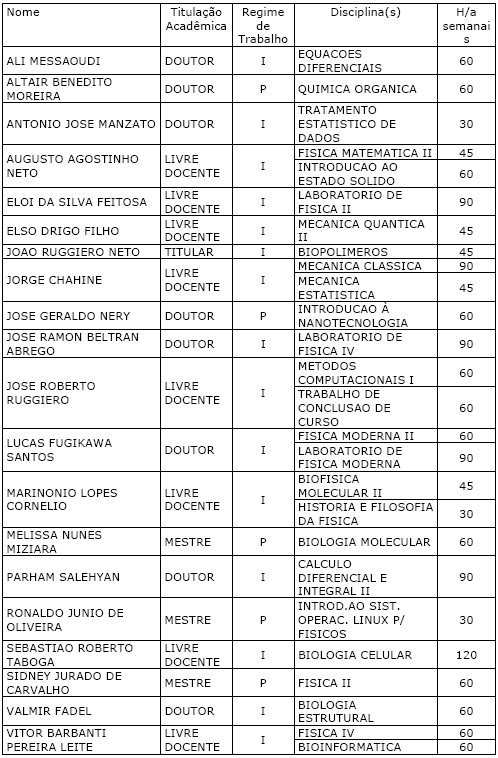 Nome Titulação Acadêmica Regime de Trabalho Disciplina(s) H/a semanais
ALI MESSAOUDI DOUTOR I EQUACOES DIFERENCIAIS 60
ALTAIR BENEDITO MOREIRA DOUTOR P QUIMICA ORGANICA 60
ANTONIO JOSE MANZATO DOUTOR I TRATAMENTO ESTATISTICO DE DADOS 30
AUGUSTO AGOSTINHO NETO LIVRE DOCENTE I FISICA MATEMATICA II 45
INTRODUCAO AO ESTADO SOLIDO 60
ELOI DA SILVA FEITOSA LIVRE DOCENTE I LABORATORIO DE FISICA II 90
ELSO DRIGO FILHO LIVRE DOCENTE I MECANICA QUANTICA II 45
JOAO RUGGIERO NETO TITULAR I BIOPOLIMEROS 45
JORGE CHAHINE LIVRE DOCENTE I MECANICA CLASSICA 90
MECANICA ESTATISTICA 45
JOSE GERALDO NERY DOUTOR P INTRODUCAO À NANOTECNOLOGIA 60
JOSE RAMON BELTRAN ABREGO DOUTOR I LABORATORIO DE FISICA IV 90
JOSE ROBERTO RUGGIERO LIVRE DOCENTE I METODOS COMPUTACIONAIS I 60
TRABALHO DE CONCLUSAO DE CURSO 60
LUCAS FUGIKAWA SANTOS DOUTOR I FISICA MODERNA II 60
LABORATORIO DE FISICA MODERNA 90
MARINONIO LOPES CORNELIO LIVRE DOCENTE I BIOFISICA MOLECULAR II 45
HISTORIA E FILOSOFIA DA FISICA 30
MELISSA NUNES MIZIARA MESTRE P BIOLOGIA MOLECULAR 60
PARHAM SALEHYAN DOUTOR I CALCULO DIFERENCIAL E INTEGRAL II 90
RONALDO JUNIO DE OLIVEIRA MESTRE P INTROD.AO SIST. OPERAC. LINUX P/ FISICOS 30
SEBASTIAO ROBERTO TABOGA LIVRE DOCENTE I BIOLOGIA CELULAR 120
SIDNEY JURADO DE CARVALHO MESTRE P FISICA II 60
VALMIR FADEL DOUTOR I BIOLOGIA ESTRUTURAL 60
VITOR BARBANTI PEREIRA LEITE LIVRE DOCENTE I FISICA IV 60
BIOINFORMATICA 60